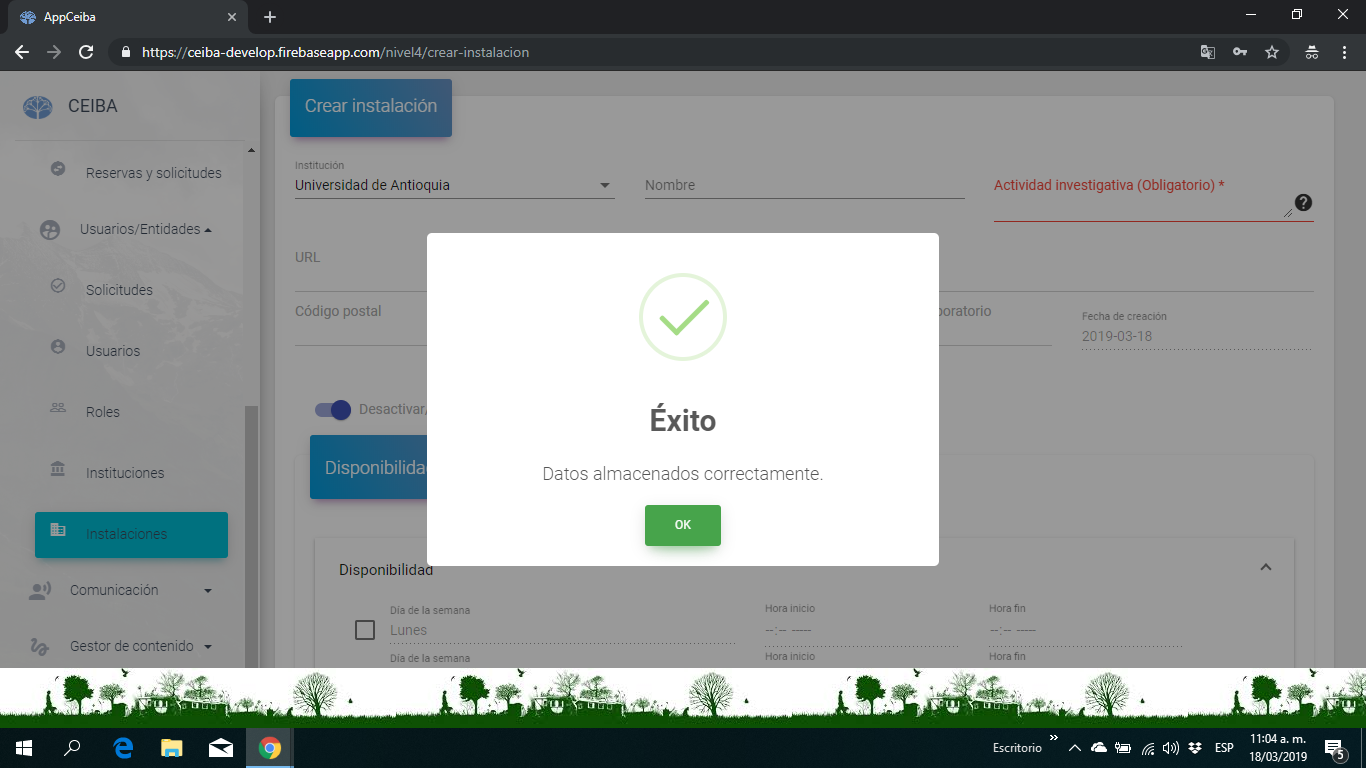 AppCeiba
https://ceiba-develop.firebaseapp.com/nivel4/crear-instalacion
CEIBA
Reservas y solicitudes
Usuarios/Entidades
Solicitudes
Usuarios
Roles
Instituciones
Instalaciones
Comunicación
Gestor de contenido
Crear instalación
Institución
Universidad de Antioquia
Nombre
Actividad investigativa (Obligatorio) *
URL
Código postal
Fecha de creación
2019-03-18
Desactivar/
Éxito
Datos almacenados correctamente.
OK
Disponibilidad
Día de la semana
Hora inicio
Hora fin
Lunes
--:-- -----
--:-- -----
Día de la semana
Hora inicio
Hora fin
Escritorio
ESP
11:04 a. m.
18/03/2019
5